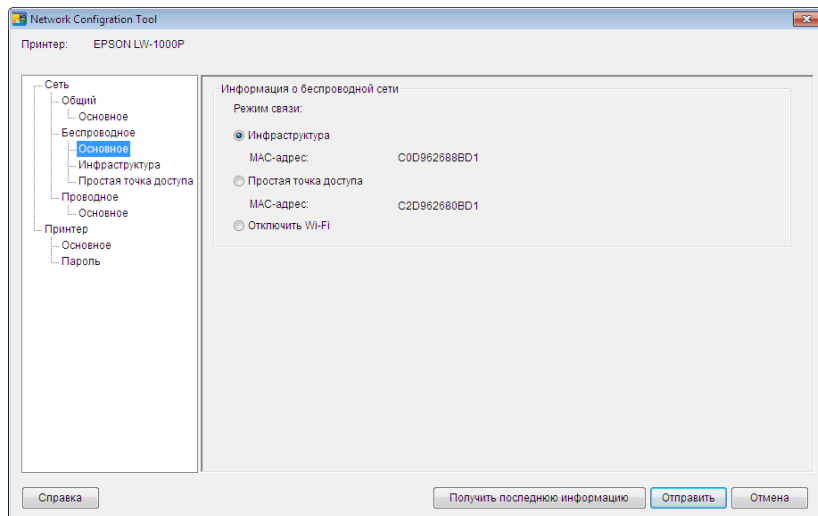 Network Configration Tool
Принтер: EPSON LW-1000P
Сеть
Общий
Основное
Беспроводное
Основное
Инфраструктура
Простая точка доступа
Проводное
Основное
Принтер
Основное
Пароль
Информация о беспроводной сети
Режим связи:
Инфраструктура
MAC-адрес: C0D962688BD1
Простая точка доступа
MAC-адрес: C2D962680BD1
Отключить Wi-Fi
Справка
Получить последнюю информацию
Отправить
Отмена